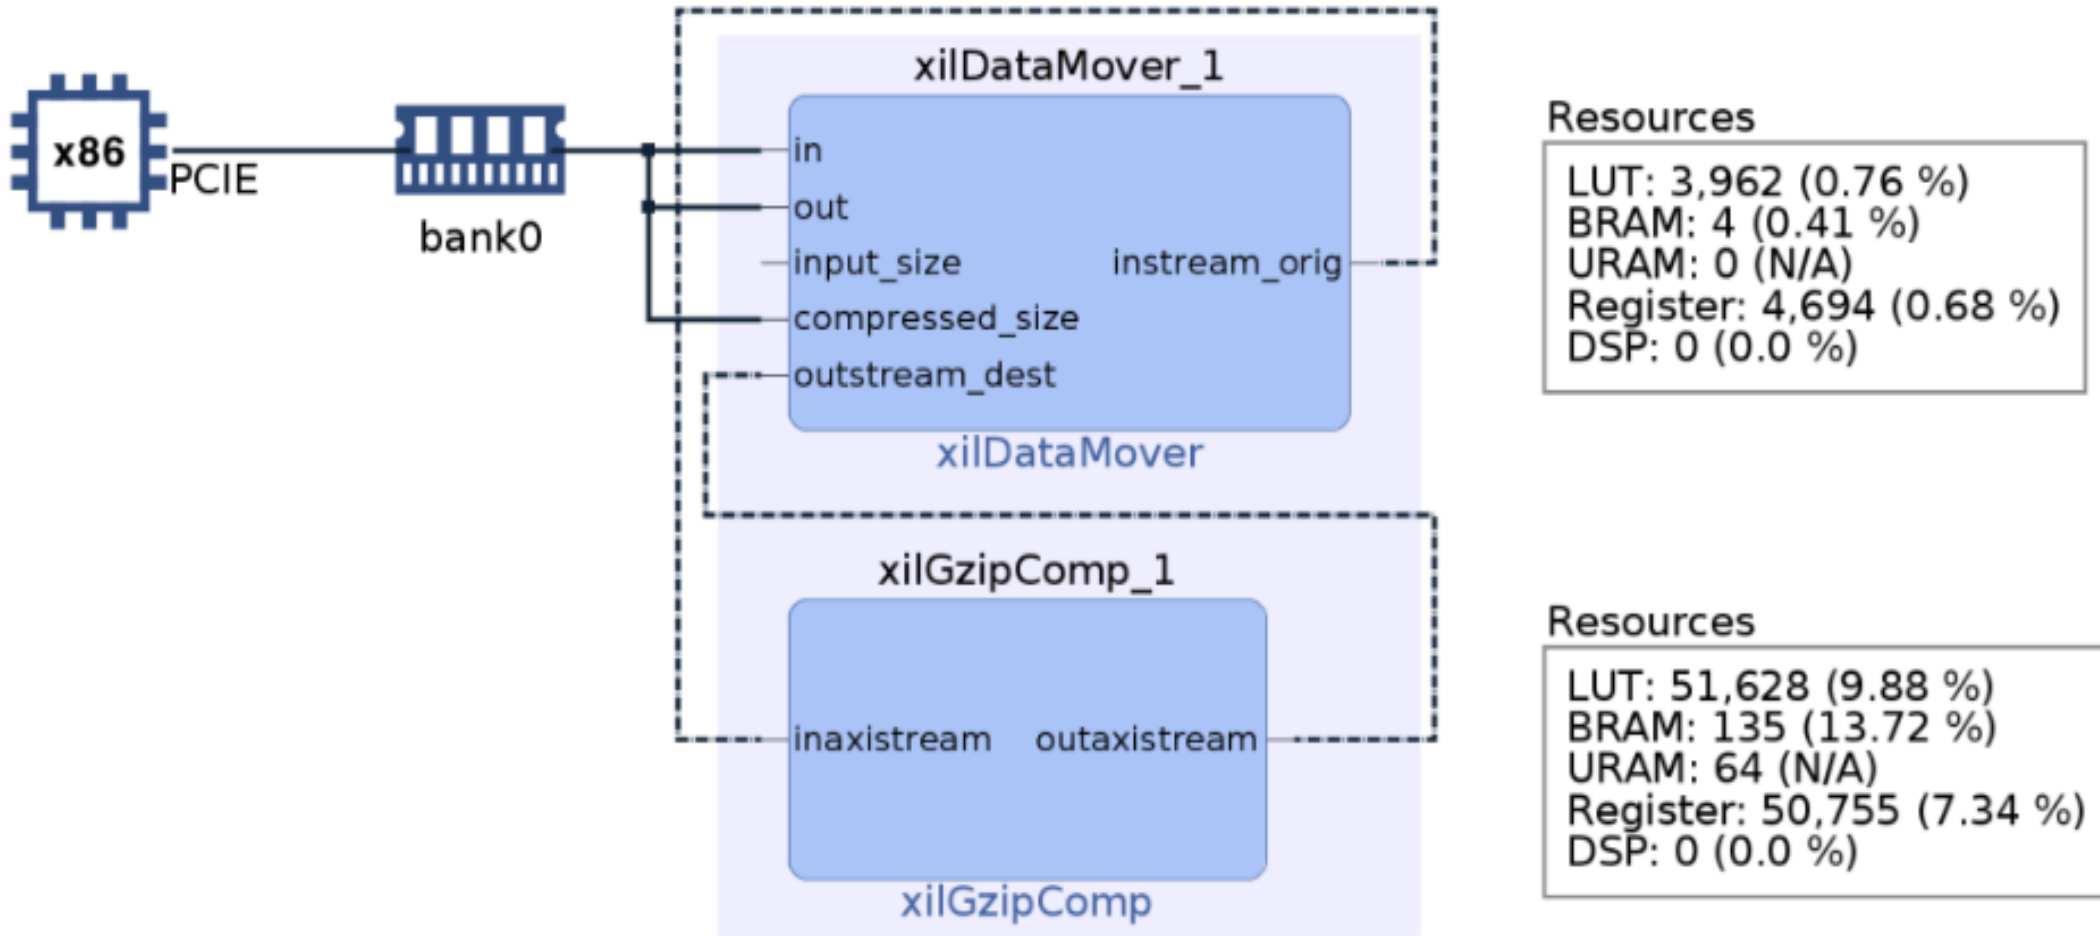 x86
PCIE
bank0
xilDataMover_1
in
out
input_size
instream_orig
compressed_size
outstream_dest
xilDataMover
Resources
LUT: 3,962 (0.76 %)
BRAM: 4 (0.41 %)
URAM: 0 (N/A)
Register: 4,694 (0.68 %)
DSP: 0 (0.0 %)
xilGzipComp_1
inaxistream
outaxistream
xilGzipComp
Resources
LUT: 51,628 (9.88 %)
BRAM: 135 (13.72 %)
URAM: 64 (N/A)
Register: 50,755 (7.34 %)
DSP: 0 (0.0 %)